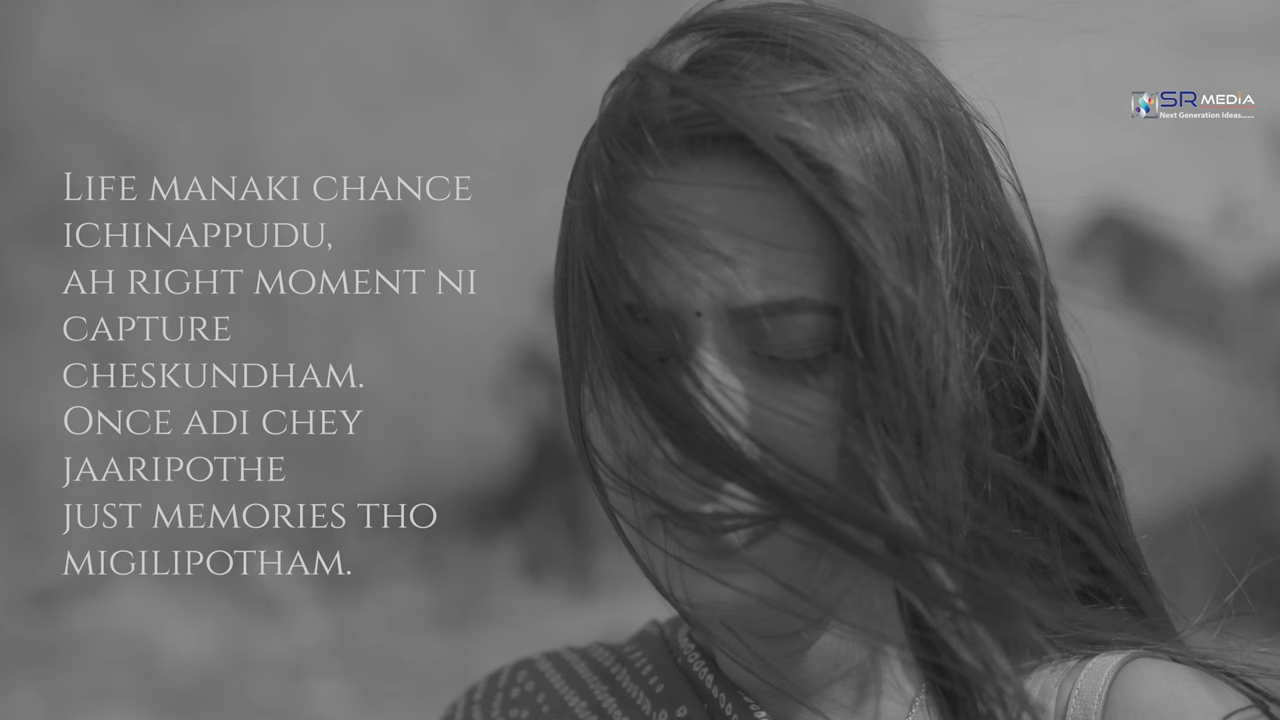 Life manaki chance
ichinappudu,
ah right moment ni
capture
cheskundham.
Once adi chey
jaaripothe
just memories tho
migilipotham.
SR MEDIA
Next Generation Ideas......